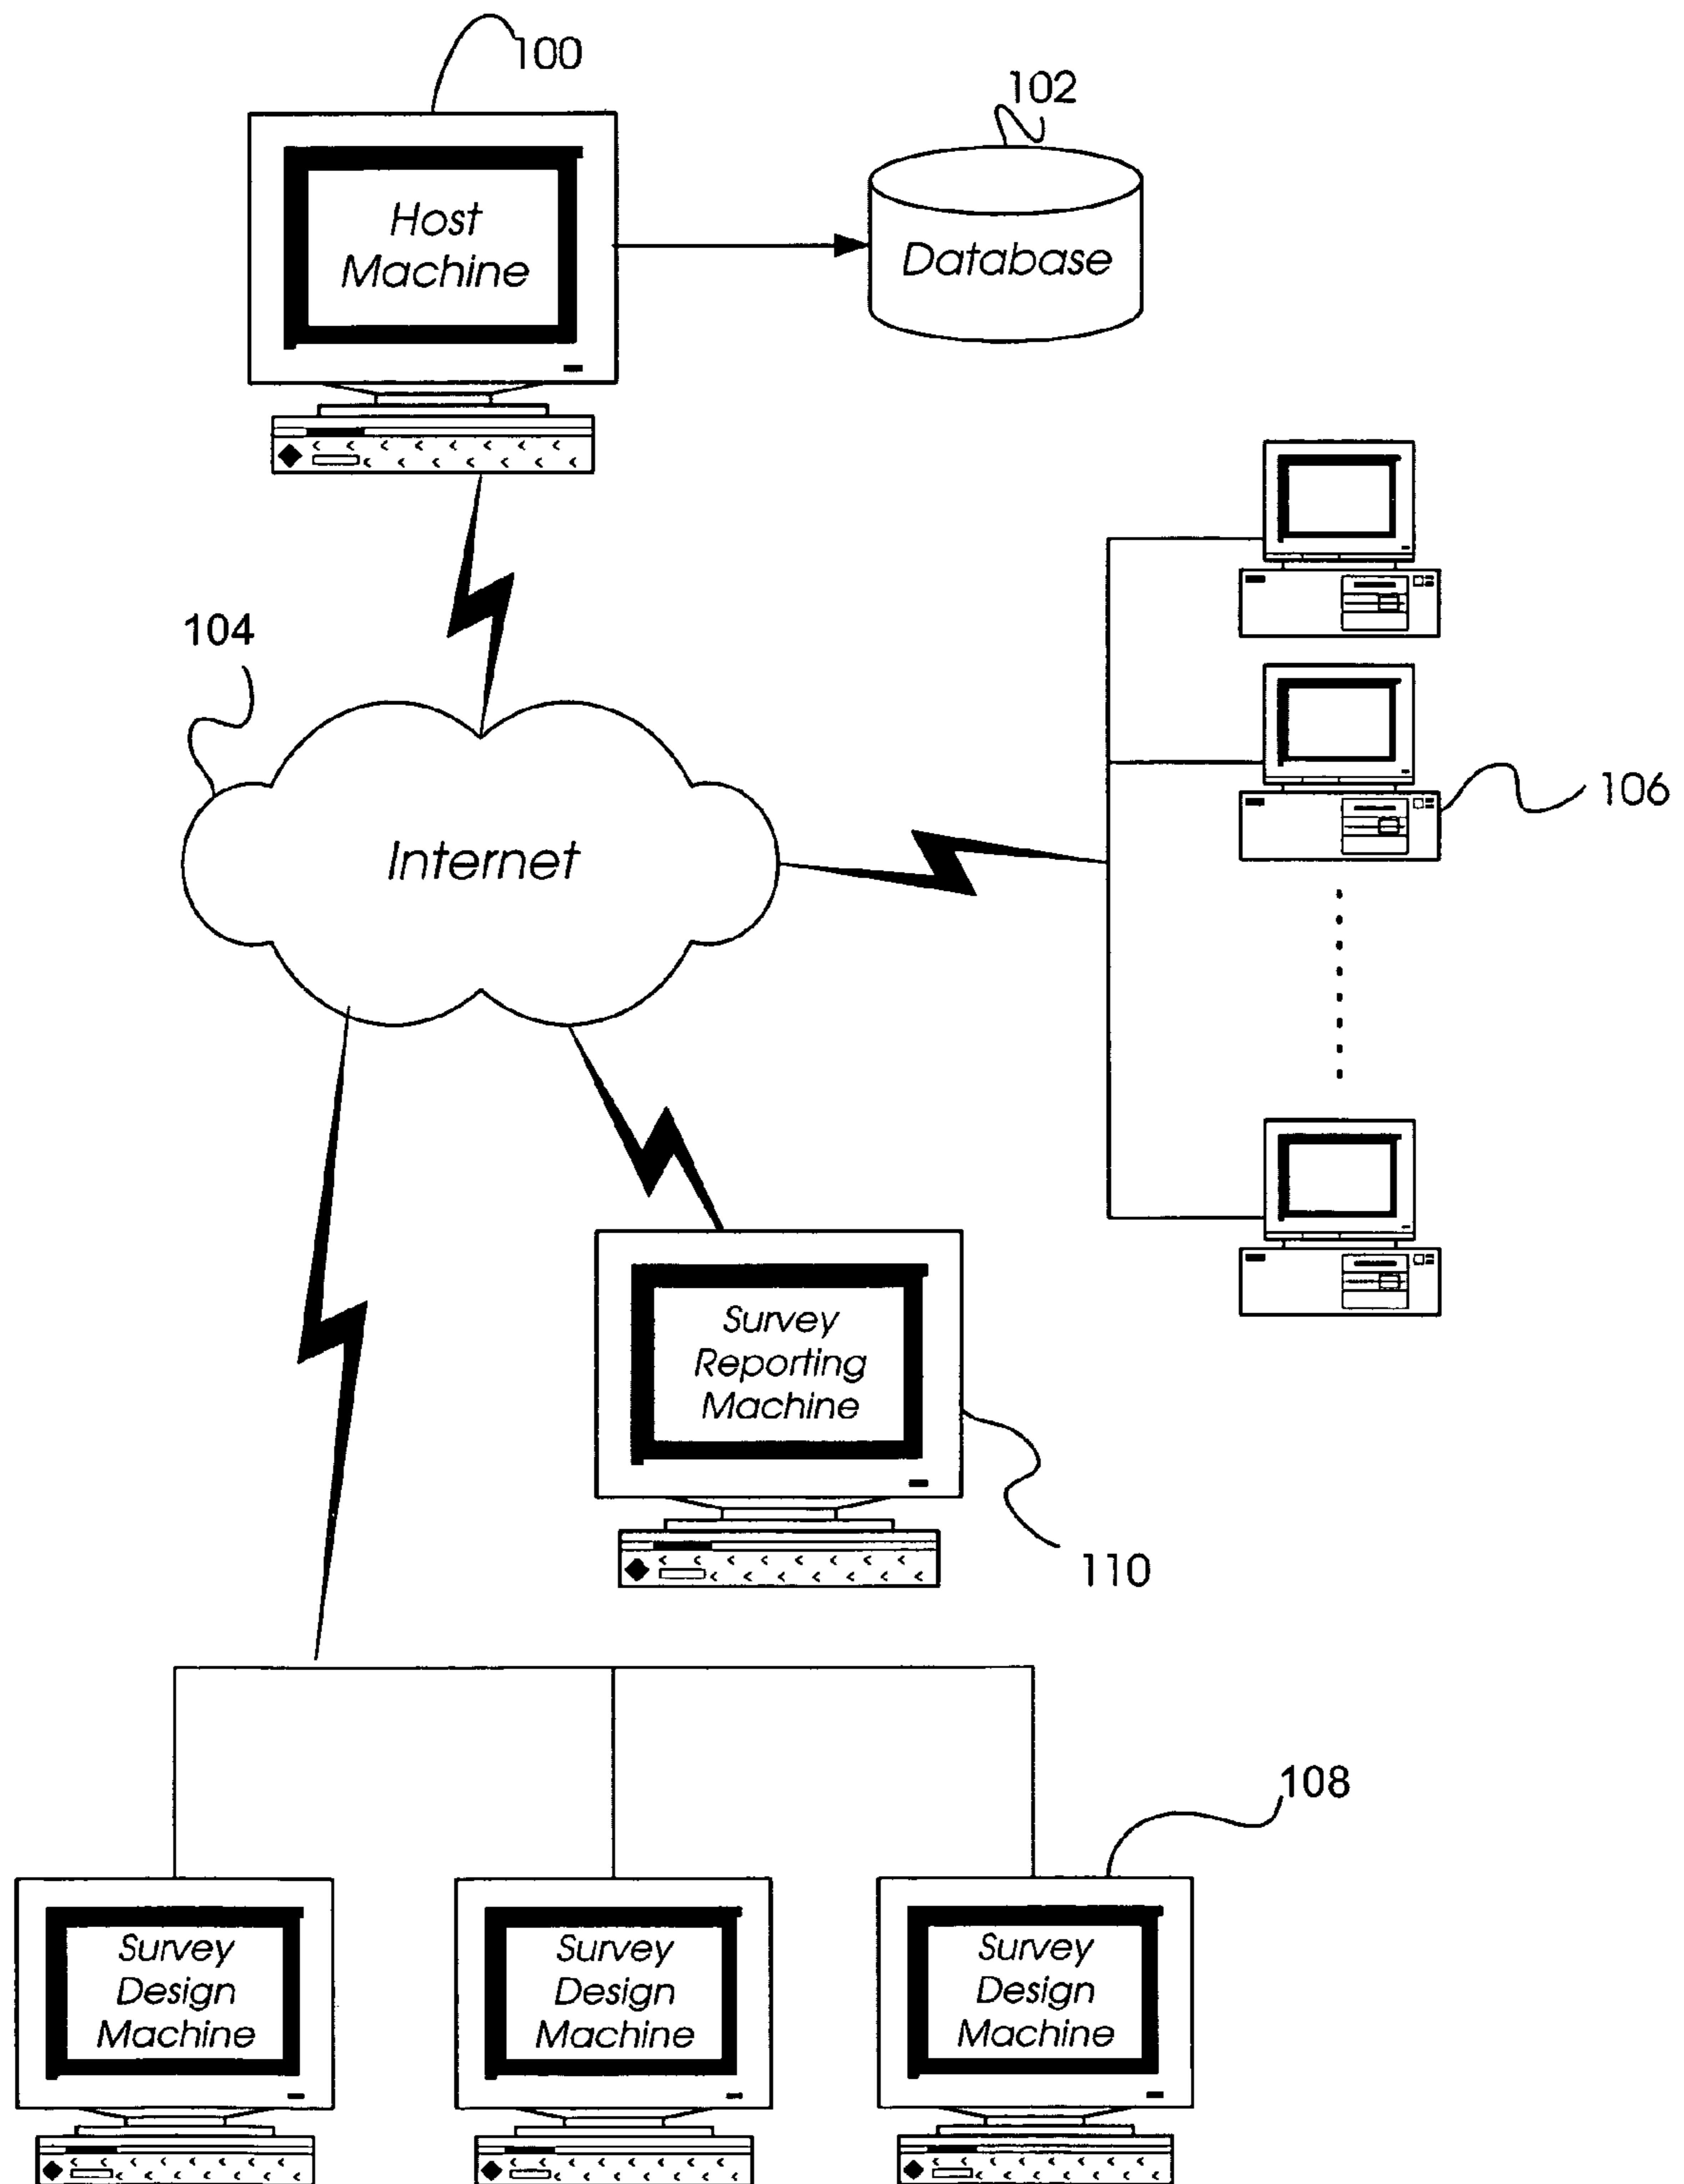 100
102
Host
Machine
Database
104
106
Internet
Survey
Reporting
Machine
110
108
Survey
Design
Machine
Survey
Design
Machine
Survey
Design
Machine